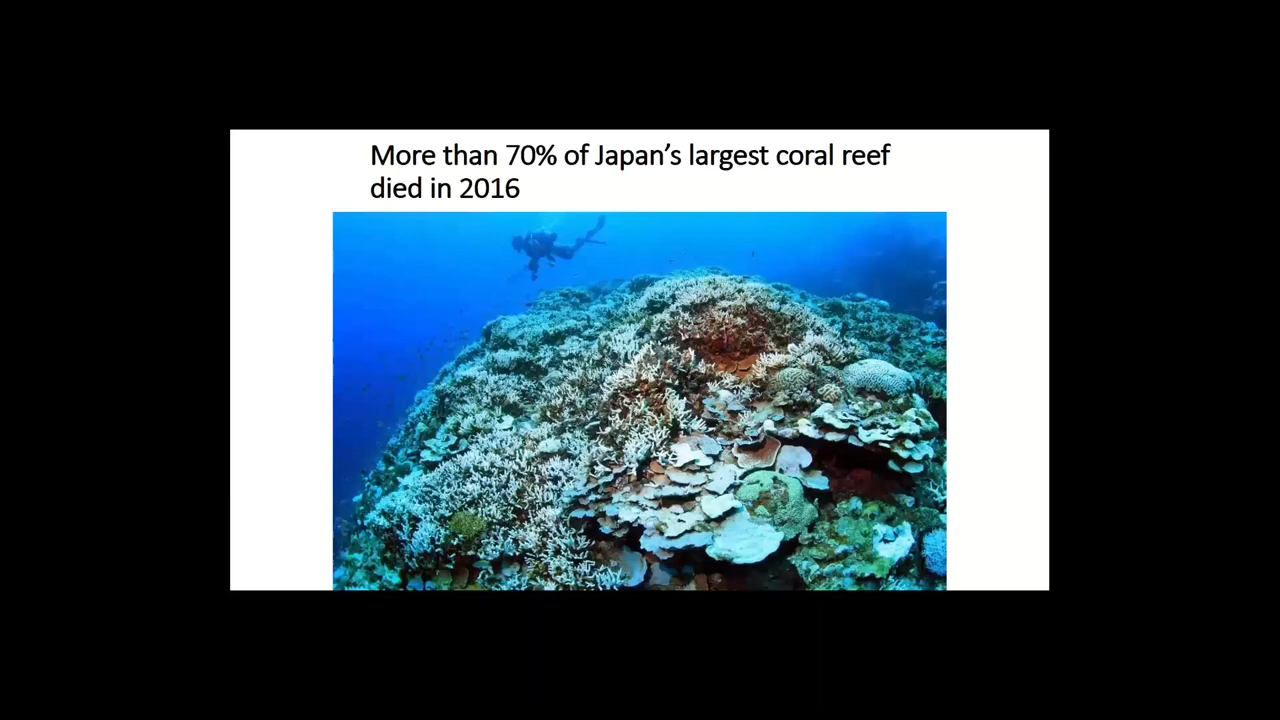 More than 70% of Japan’s largest coral reef
died in 2016